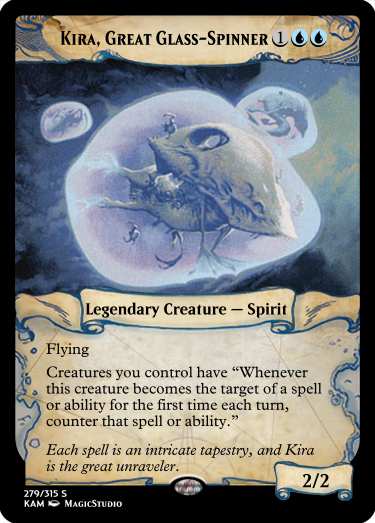 Kira, Great Glass-Spinner 1
Legendary Creature — Spirit
Flying
Creatures you control have “Whenever
this creature becomes the target of a spell
or ability for the first time each turn,
counter that spell or ability.”
Each spell is an intricate tapestry, and Kira
is the great unraveler.
2/2
279/315 S
KAM MagicStudio